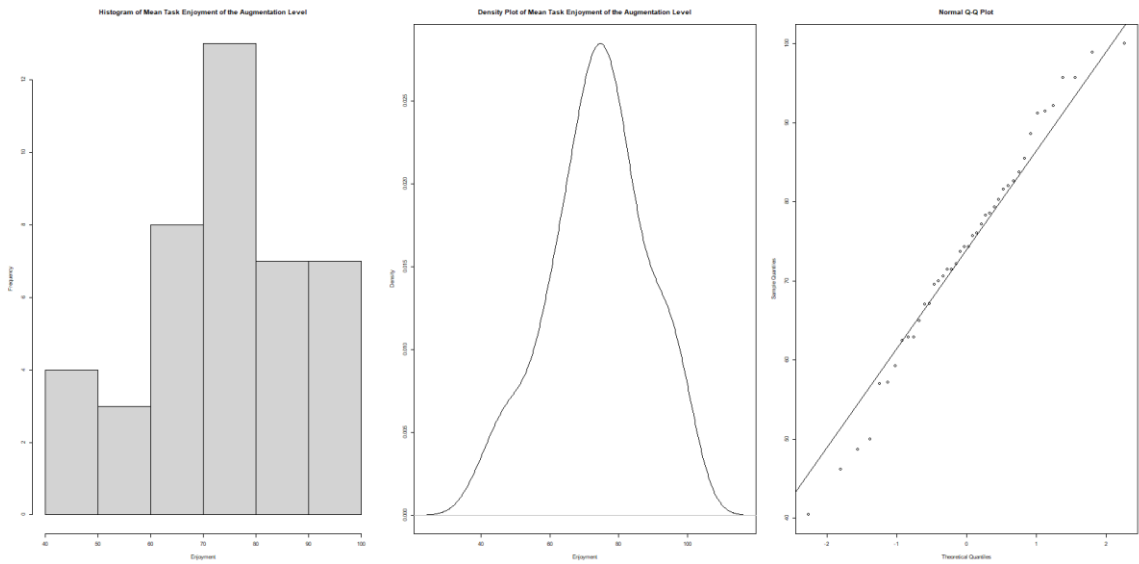 Histogram of Mean Task Enjoyment of the Augmentation Level
Frequency
12
10
8
6
4
2
0
40 50 60 70 80 90 100
Enjoyment
Density Plot of Mean Task Enjoyment of the Augmentation Level
Density
0.025
0.020
0.015
0.010
0.005
0.000
40 60 80 100
Enjoyment
Normal Q-Q Plot
Sample Quantiles
100
90
80
70
60
50
40
-2 -1 0 1 2
Theoretical Quantiles